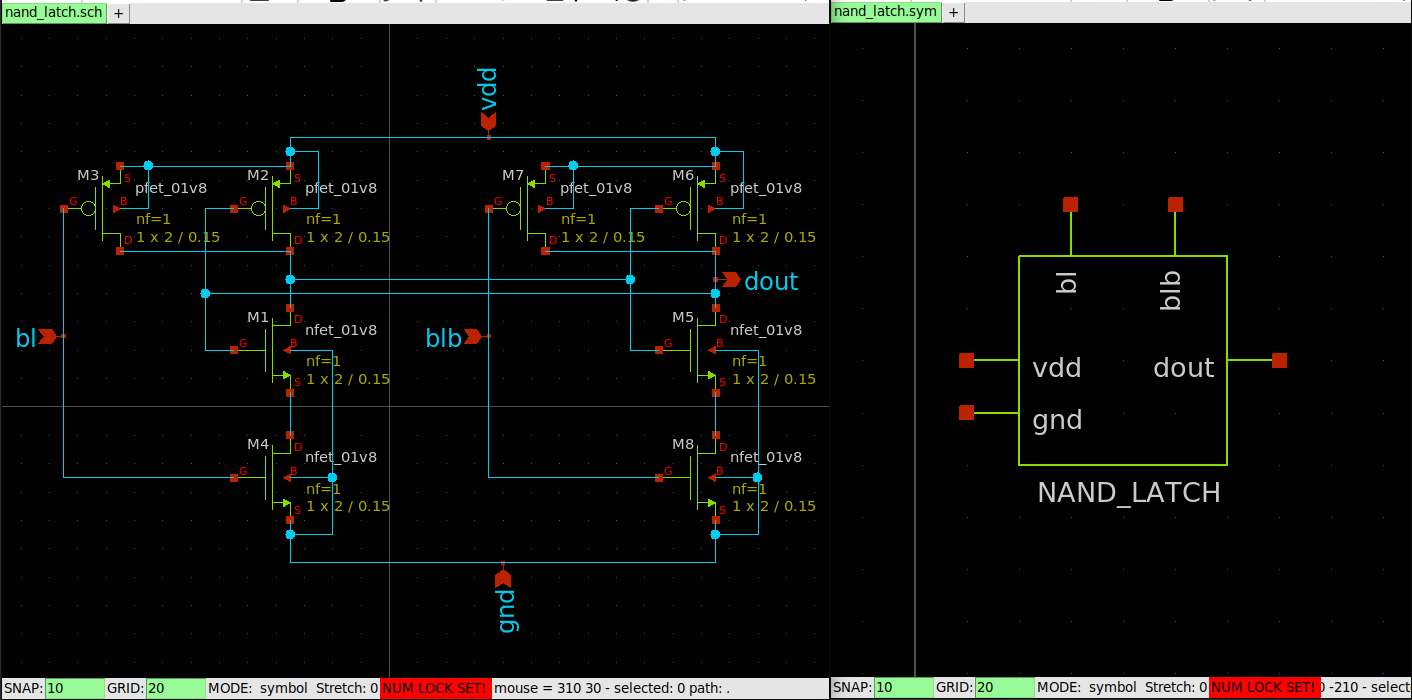 nand_latch.sch +
vdd
M3
S
pfet_01v8
G
B
nf=1
D
1 x 2 / 0.15
M2
S
pfet_01v8
G
B
nf=1
D
1 x 2 / 0.15
M7
S
pfet_01v8
G
B
nf=1
D
1 x 2 / 0.15
M6
S
pfet_01v8
G
B
nf=1
D
1 x 2 / 0.15
dout
bl
M1
D
nfet_01v8
G
B
nf=1
1 x 2 / 0.15
S
blb
M5
D
nfet_01v8
G
B
nf=1
1 x 2 / 0.15
S
M4
D
nfet_01v8
G
B
nf=1
1 x 2 / 0.15
S
M8
D
nfet_01v8
G
B
nf=1
1 x 2 / 0.15
S
gnd
SNAP: 10 GRID: 20 MODE: symbol Stretch: 0 NUM LOCK SET! mouse = 310 30 - selected: 0 path: .
nand_latch.sym +
bl
blb
vdd
dout
gnd
NAND_LATCH
SNAP: 10 GRID: 20 MODE: symbol Stretch: 0 NUM LOCK SET! -210 - select